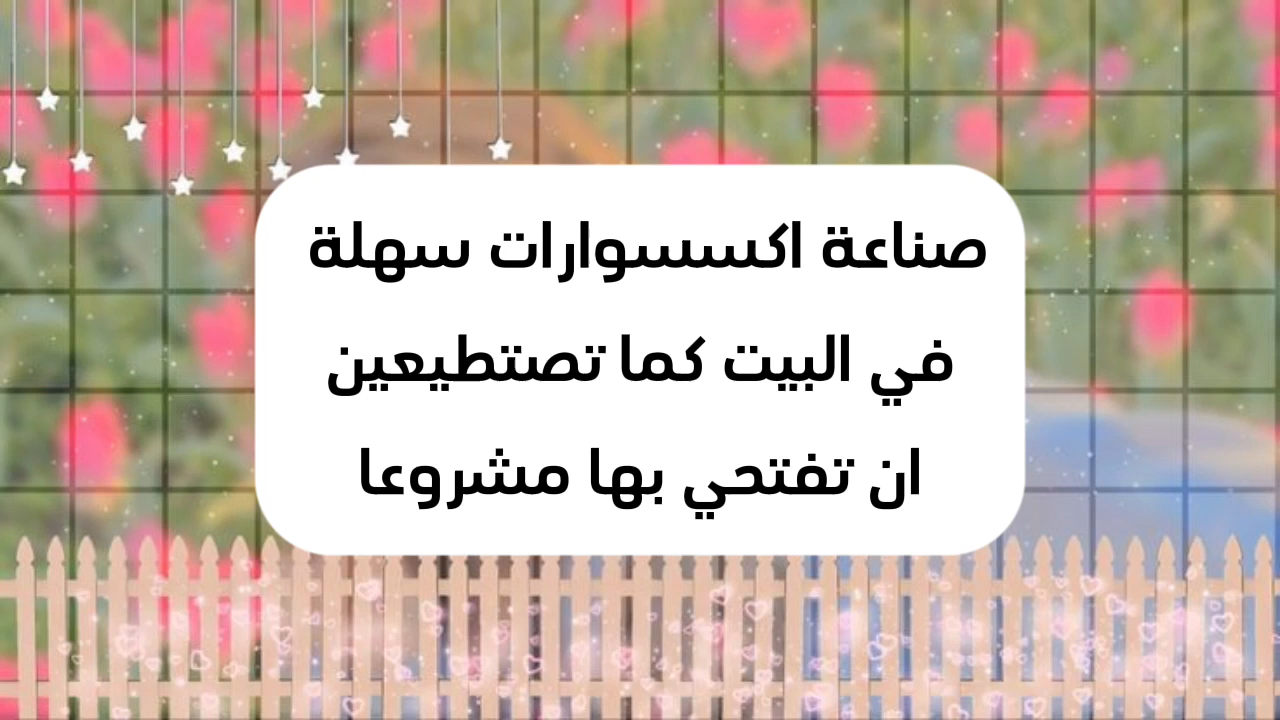 صناعة اكسسوارات سهلة
في البيت كما تصتطيعين
ان تفتحي بها مشروعا